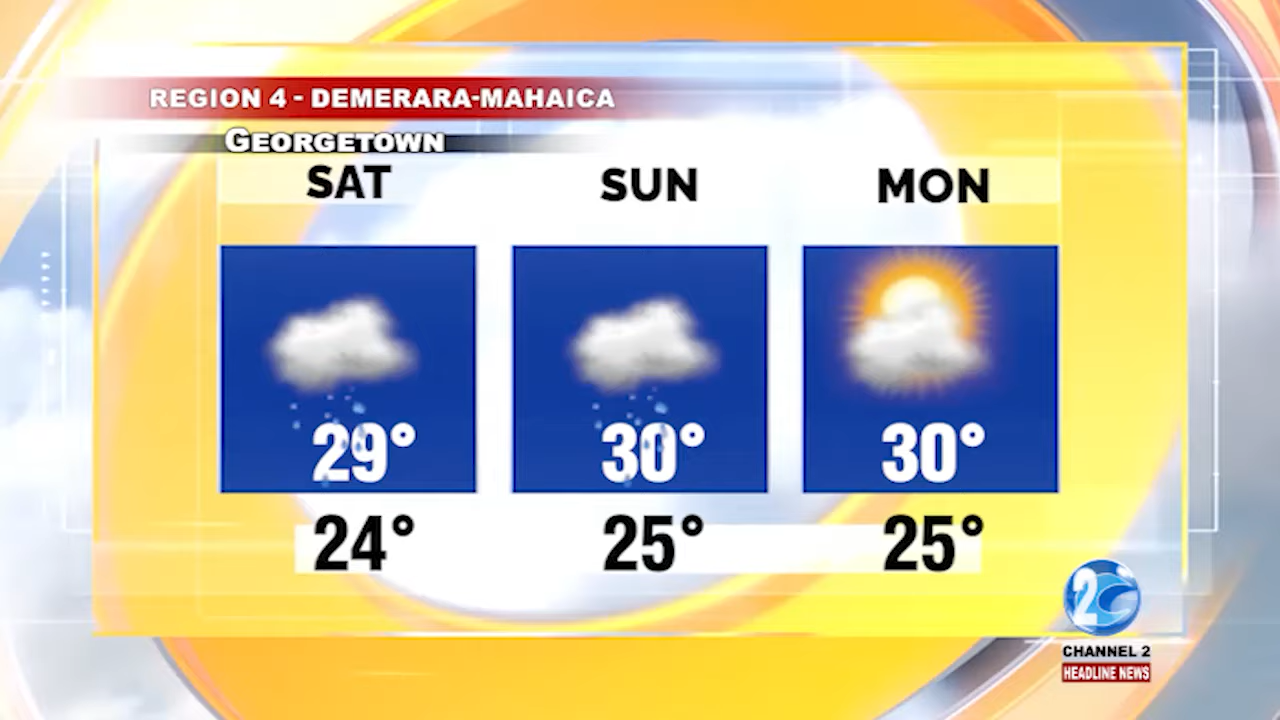 REGION 4 - DEMERARA-MAHAICA
GEORGETOWN
SAT SUN MON
29° 30° 30°
24° 25° 25°
2
CHANNEL 2
HEADLINE NEWS